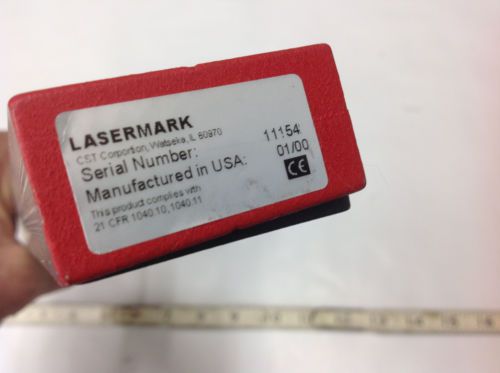 LASERMARK
CST Corportion, Watseka, IL 60970
Serial Number: 11154
Manufactured in USA: 01/00
This product complies with CE
21 CFR 1040.10, 1040.11